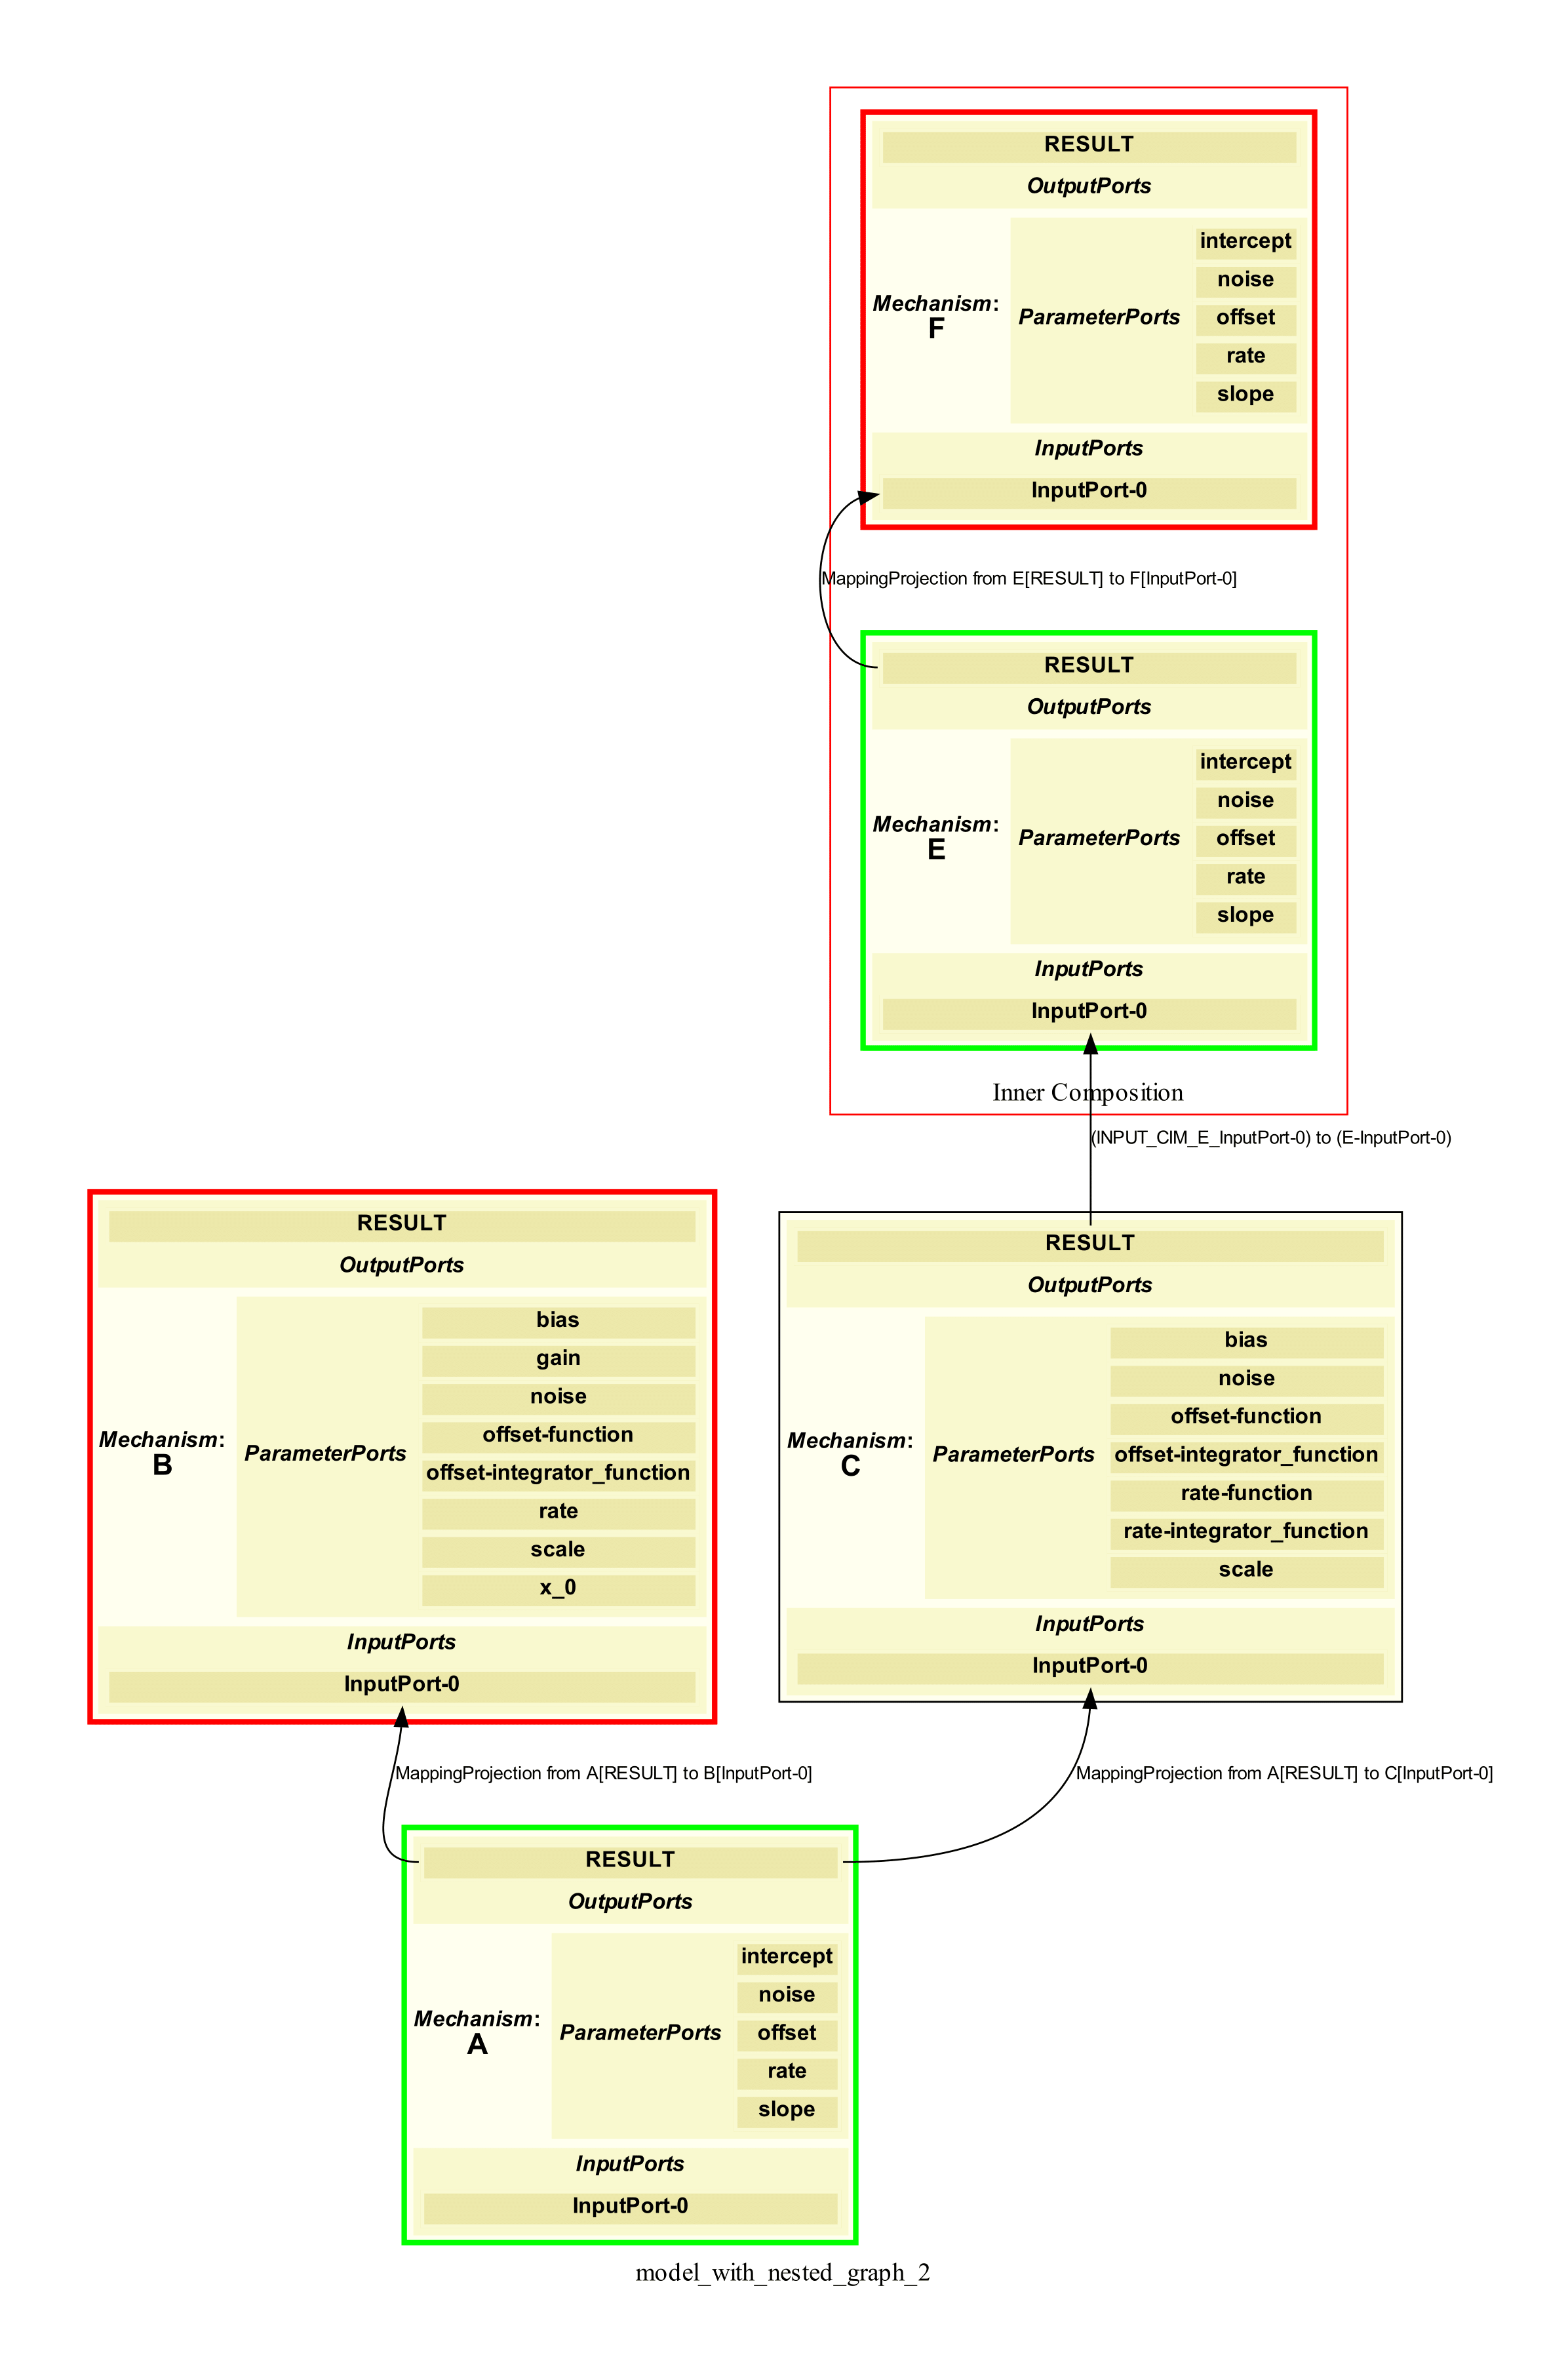 RESULT
OutputPorts
Mechanism:
F
ParameterPorts
intercept
noise
offset
rate
slope
InputPorts
InputPort-0
MappingProjection from E[RESULT] to F[InputPort-0]
RESULT
OutputPorts
Mechanism:
E
ParameterPorts
intercept
noise
offset
rate
slope
InputPorts
InputPort-0
Inner Composition
(INPUT_CIM_E_InputPort-0) to (E-InputPort-0)
RESULT
OutputPorts
Mechanism:
B
ParameterPorts
bias
gain
noise
offset-function
offset-integrator_function
rate
scale
x_0
InputPorts
InputPort-0
RESULT
OutputPorts
Mechanism:
C
ParameterPorts
bias
noise
offset-function
offset-integrator_function
rate-function
rate-integrator_function
scale
InputPorts
InputPort-0
MappingProjection from A[RESULT] to B[InputPort-0]
MappingProjection from A[RESULT] to C[InputPort-0]
RESULT
OutputPorts
Mechanism:
A
ParameterPorts
intercept
noise
offset
rate
slope
InputPorts
InputPort-0
model_with_nested_graph_2